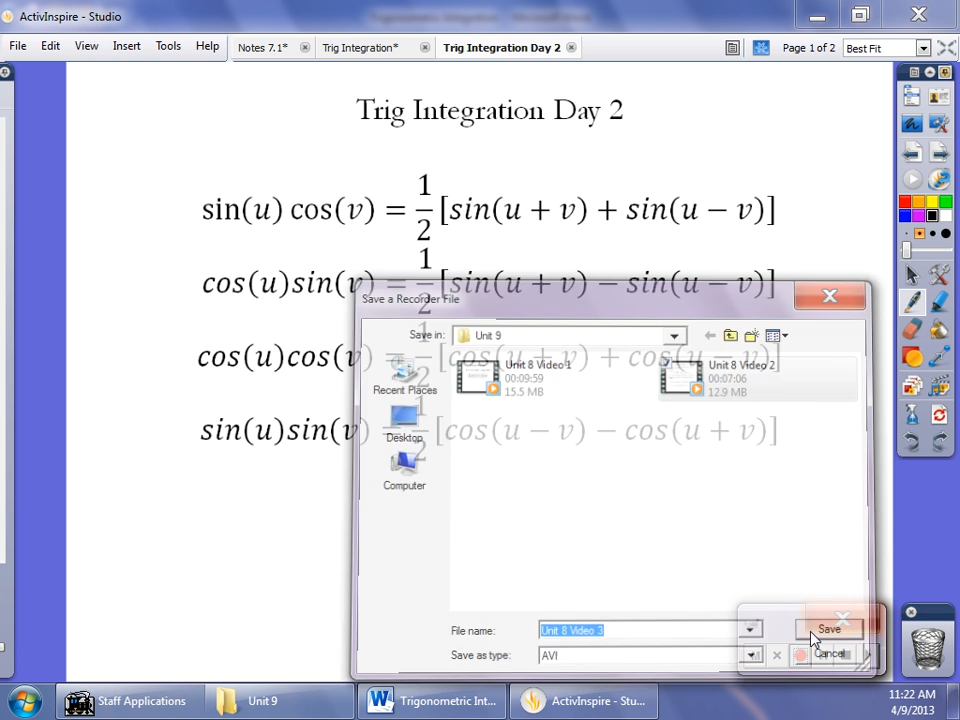 ActivInspire - Studio
File Edit View Insert Tools Help
Notes 7.1* Trig Integration* Trig Integration Day 2
Page 1 of 2 Best Fit
Trig Integration Day 2
sin(u) cos(v) = 1/2 [sin(u + v) + sin(u − v)]
cos(u)sin(v) = 1/2 [sin(u + v) − sin(u − v)]
cos(u)cos(v) = 1/2 [cos(u + v) + cos(u − v)]
sin(u)sin(v) = 1/2 [cos(u − v) − cos(u + v)]
Save a Recorder File
Save in: Unit 9
Recent Places
Desktop
Computer
Unit 8 Video 1
00:09:59
15.5 MB
Unit 8 Video 2
00:07:06
12.9 MB
File name: Unit 8 Video 3
Save
Save as type: AVI
Cancel
Staff Applications Unit 9 Trigonometric Int... ActivInspire - Stu...
11:22 AM
4/9/2013